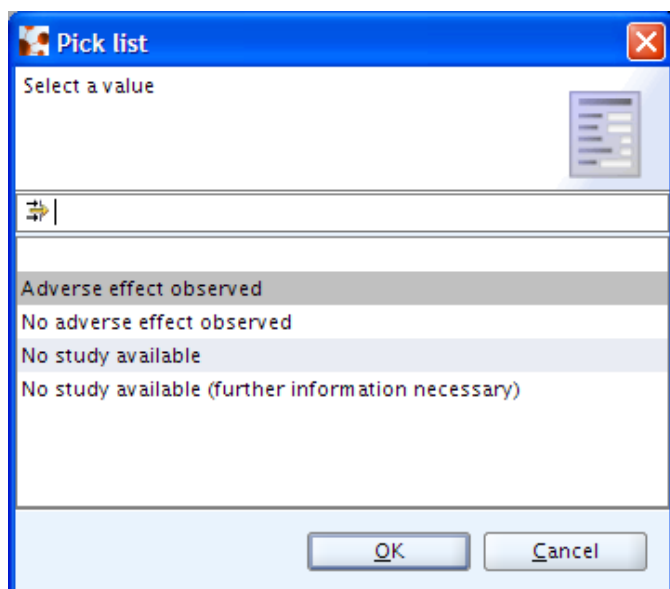 Pick list
Select a value
Adverse effect observed
No adverse effect observed
No study available
No study available (further information necessary)
OK
Cancel